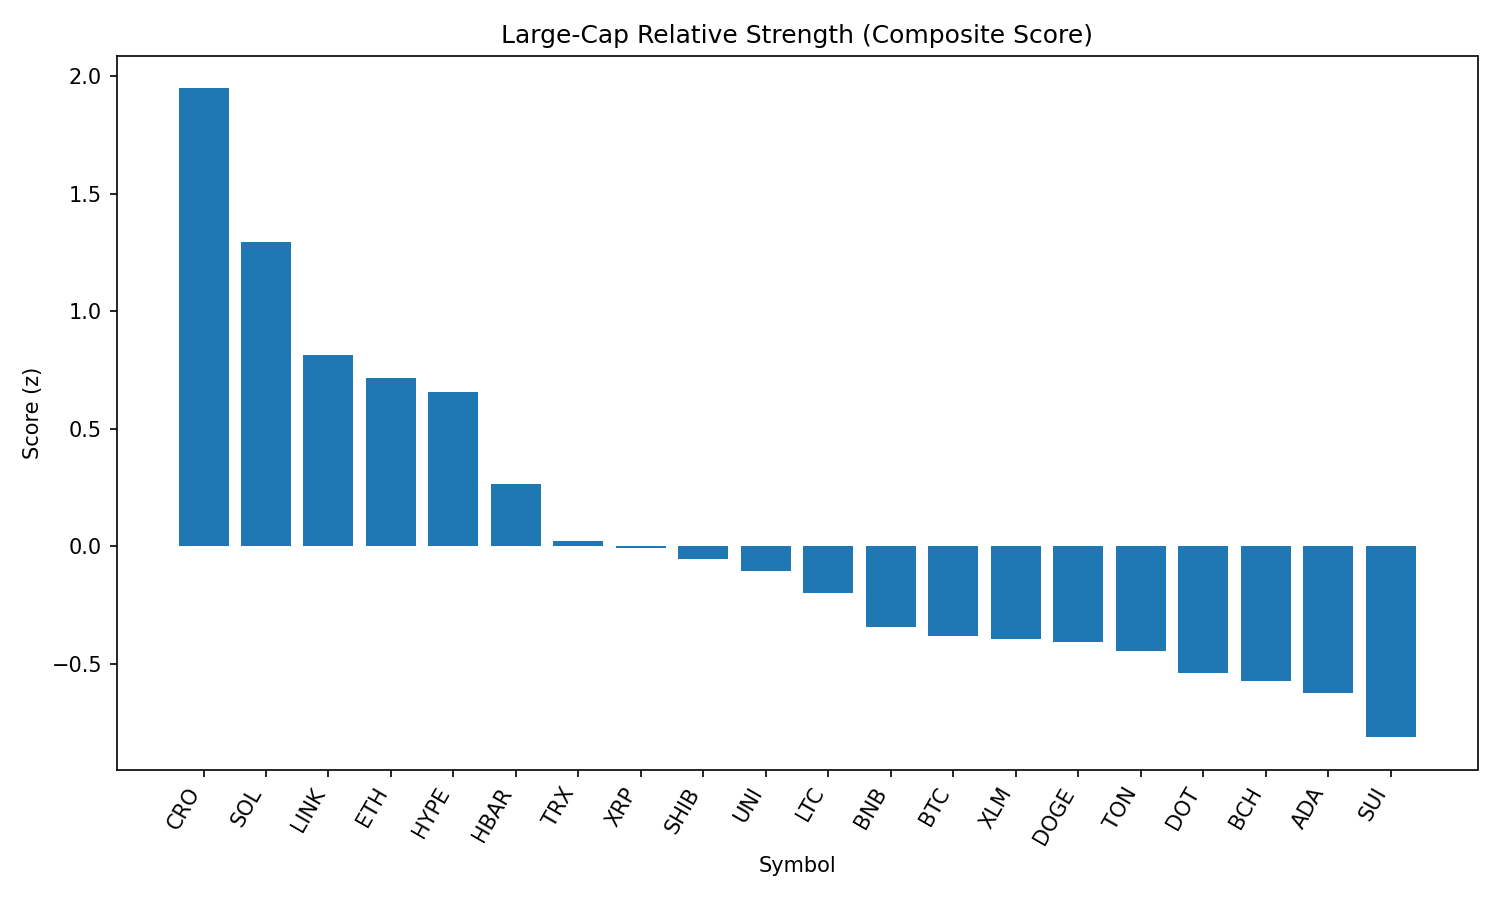 Large-Cap Relative Strength (Composite Score)
2.0
1.5
1.0
0.5
0.0
−0.5
Score (z)
CRO
SOL
LINK
ETH
HYPE
HBAR
TRX
XRP
SHIB
UNI
LTC
BNB
BTC
XLM
DOGE
TON
DOT
BCH
ADA
SUI
Symbol